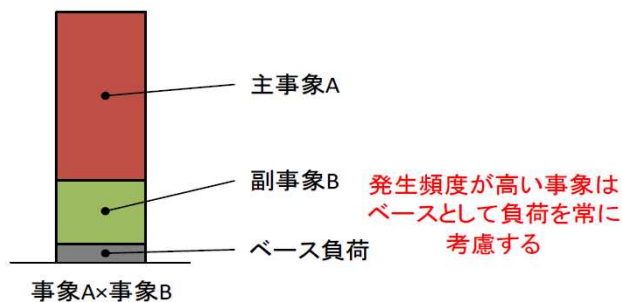 主事象A
副事象B
ベース負荷
発生頻度が高い事象は
ベースとして負荷を常に
考慮する
事象A×事象B